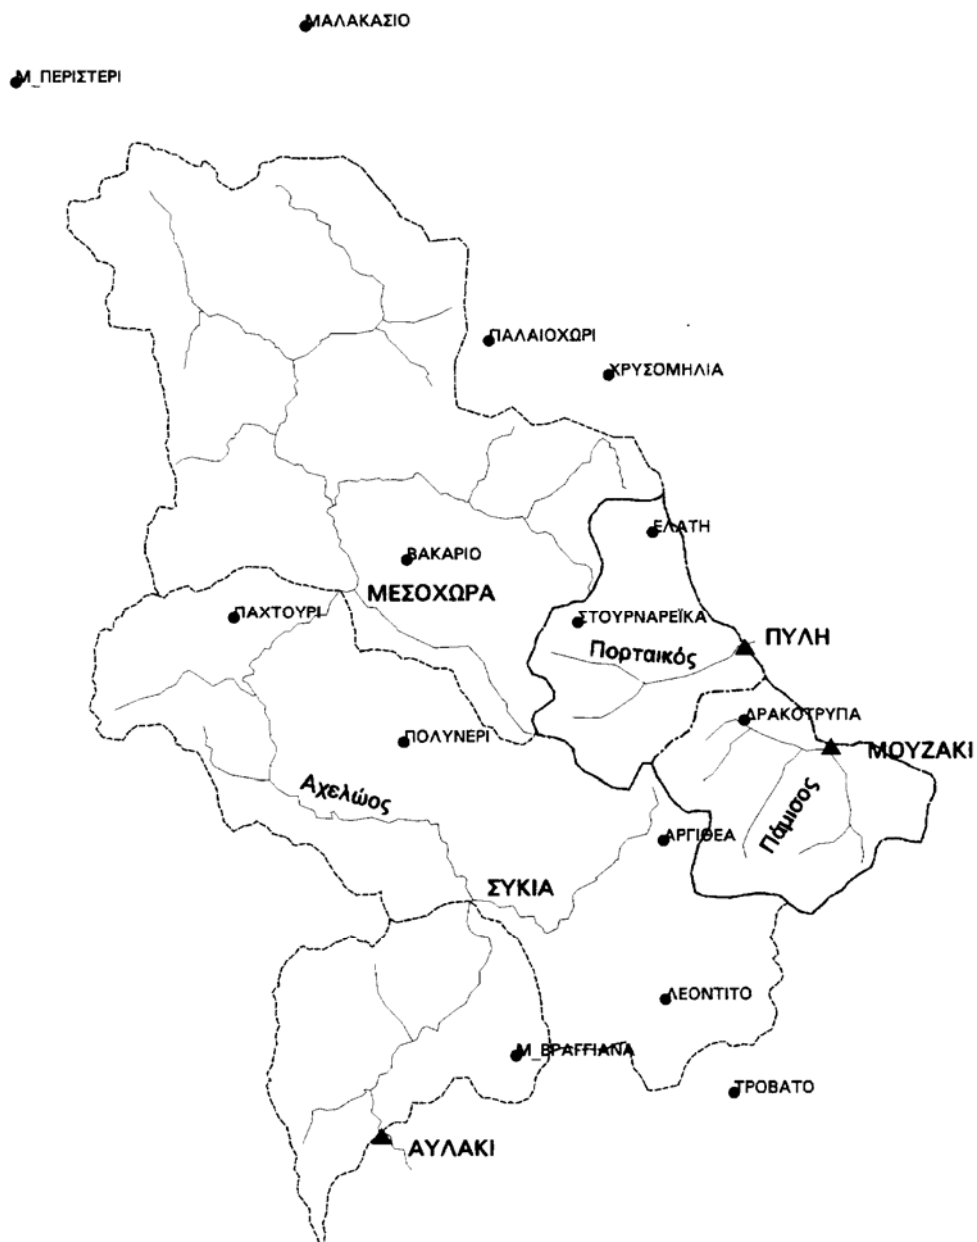 ΜΑΛΑΚΑΣΙΟ
Μ_ΠΕΡΙΣΤΕΡΙ
ΠΑΛΑΙΟΧΩΡΙ
ΧΡΥΣΟΜΗΛΙΑ
ΕΛΑΤΗ
ΒΑΚΑΡΙΟ
ΜΕΣΟΧΩΡΑ
ΠΑΧΤΟΥΡΙ
ΣΤΟΥΡΝΑΡΕΪΚΑ
ΠΥΛΗ
Πορταικός
ΔΡΑΚΟΤΡΥΠΑ
ΠΟΛΥΝΕΡΙ
ΜΟΥΖΑΚΙ
Αχελώος
Πάμισος
ΑΡΓΙΘΕΑ
ΣΥΚΙΑ
ΛΕΟΝΤΙΤΟ
Μ_ΒΡΑΓΓΙΑΝΑ
ΤΡΟΒΑΤΟ
ΑΥΛΑΚΙ